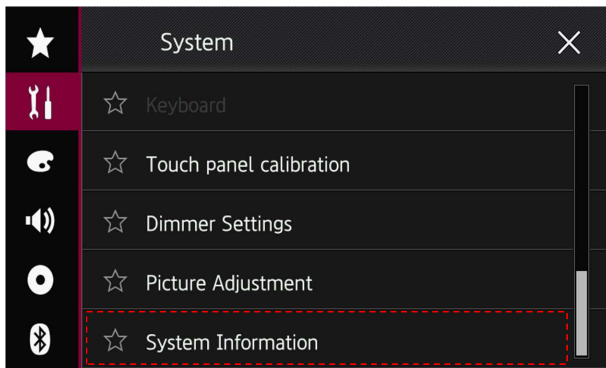 System
Keyboard
Touch panel calibration
Dimmer Settings
Picture Adjustment
System Information